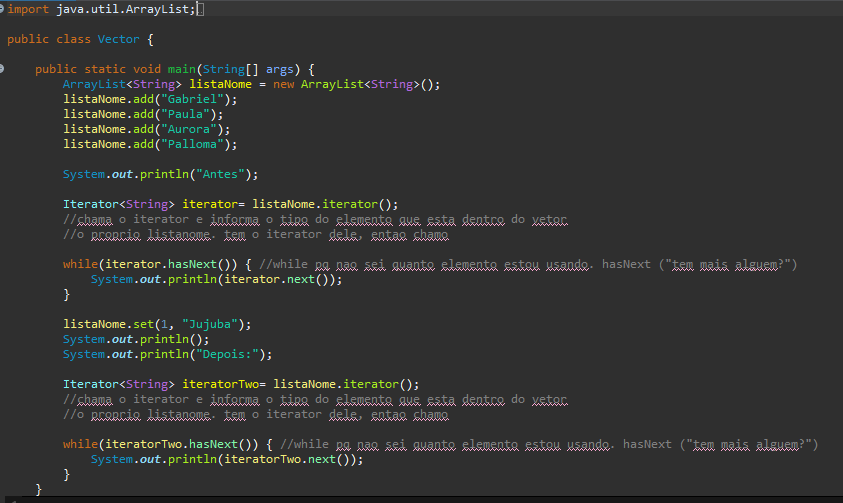 import java.util.ArrayList;
public class Vector {
public static void main(String[] args) {
ArrayList<String> listaNome = new ArrayList<String>();
listaNome.add("Gabriel");
listaNome.add("Paula");
listaNome.add("Aurora");
listaNome.add("Palloma");
System.out.println("Antes");
Iterator<String> iterator= listaNome.iterator();
//chama o iterator e informa o tipo do elemento que esta dentro do vetor
//o proprio listanome. tem o iterator dele, entao chamo
while(iterator.hasNext()) { //while pq nao sei quanto elemento estou usando. hasNext ("tem mais alguem?")
System.out.println(iterator.next());
}
listaNome.set(1, "Jujuba");
System.out.println();
System.out.println("Depois:");
Iterator<String> iteratorTwo= listaNome.iterator();
//chama o iterator e informa o tipo do elemento que esta dentro do vetor
//o proprio listanome. tem o iterator dele, entao chamo
while(iteratorTwo.hasNext()) { //while pq nao sei quanto elemento estou usando. hasNext ("tem mais alguem?")
System.out.println(iteratorTwo.next());
}
}